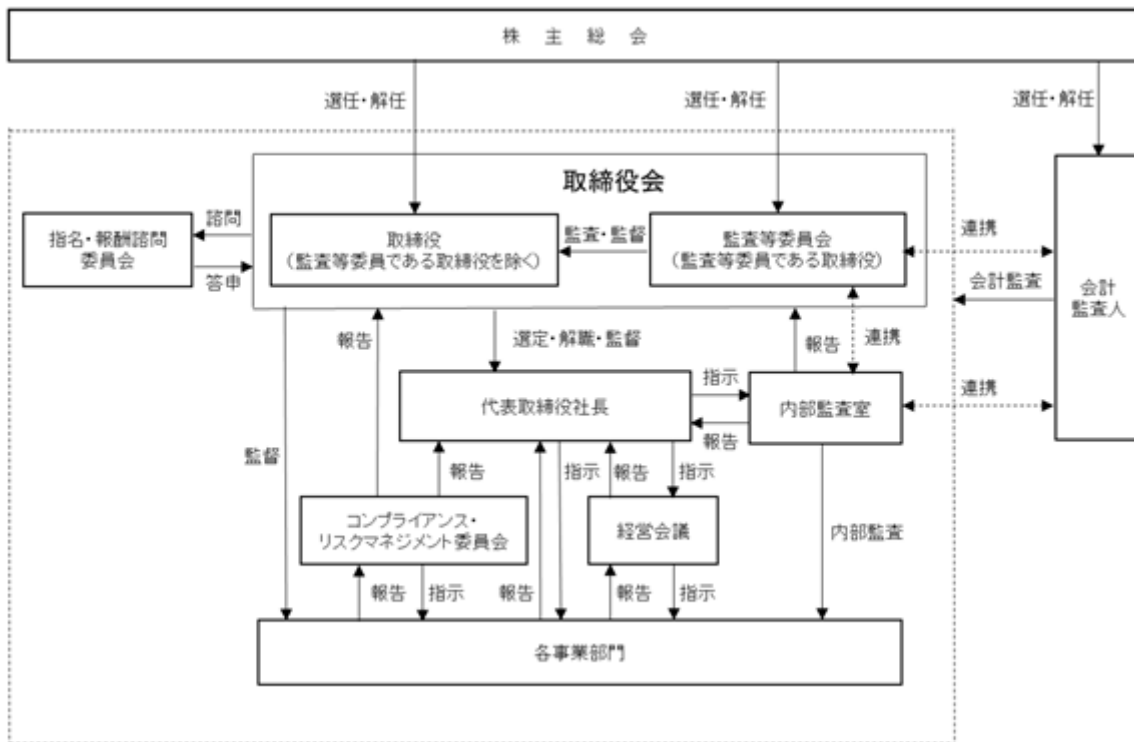 株 主 総 会
選任・解任
選任・解任
選任・解任
取締役会
諮問
指名・報酬諮問
委員会
答申
取締役
（監査等委員である取締役を除く）
監査・監督
監査等委員会
（監査等委員である取締役）
連携
会計監査
会計
監査人
報告
選定・解職・監督
報告
連携
代表取締役社長
指示
報告
内部監査室
連携
監督
報告
指示
報告
指示
コンプライアンス・
リスクマネジメント委員会
経営会議
内部監査
報告
指示
報告
報告
指示
各事業部門